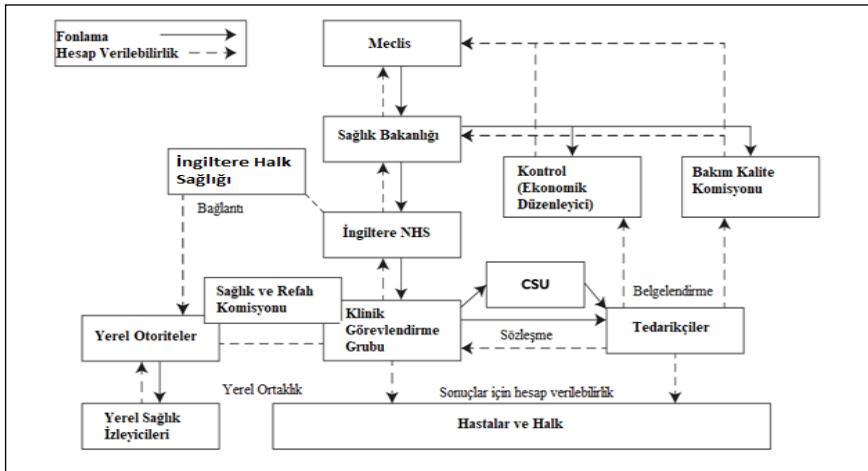 Fonlama
Hesap Verilebilirlik
Meclis
Sağlık Bakanlığı
İngiltere Halk
Sağlığı
Kontrol
(Ekonomik
Düzenleyici)
Bakım Kalite
Komisyonu
Bağlantı
İngiltere NHS
Sağlık ve Refah
Komisyonu
CSU
Belgelendirme
Klinik
Görevlendirme
Grubu
Yerel Otoriteler
Sözleşme
Tedarikçiler
Yerel Ortaklık
Sonuçlar için hesap verilebilirlik
Yerel Sağlık
İzleyicileri
Hastalar ve Halk